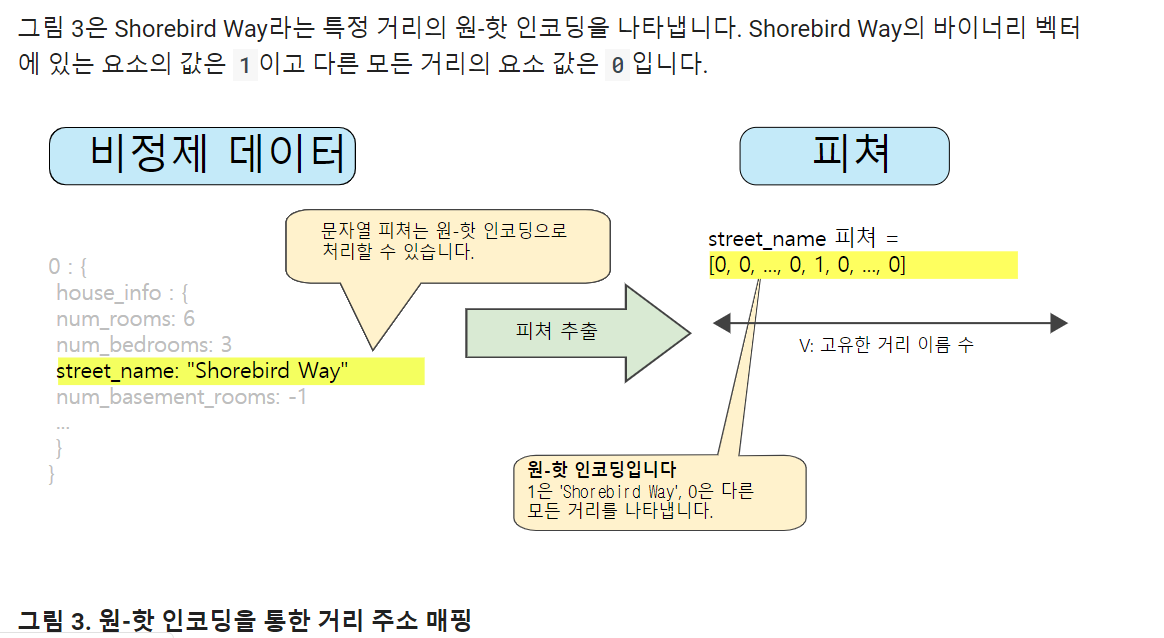 그림 3은 Shorebird Way라는 특정 거리의 원-핫 인코딩을 나타냅니다. Shorebird Way의 바이너리 벡터
에 있는 요소의 값은 1 이고 다른 모든 거리의 요소 값은 0 입니다.
비정제 데이터
피쳐
문자열 피쳐는 원-핫 인코딩으로
처리할 수 있습니다.
0 : {
house_info : {
num_rooms: 6
num_bedrooms: 3
street_name: "Shorebird Way"
num_basement_rooms: -1
...
}
}
피쳐 추출
street_name 피쳐 =
[0, 0, ..., 0, 1, 0, ..., 0]
V: 고유한 거리 이름 수
원-핫 인코딩입니다
1은 'Shorebird Way', 0은 다른
모든 거리를 나타냅니다.
그림 3. 원-핫 인코딩을 통한 거리 주소 매핑